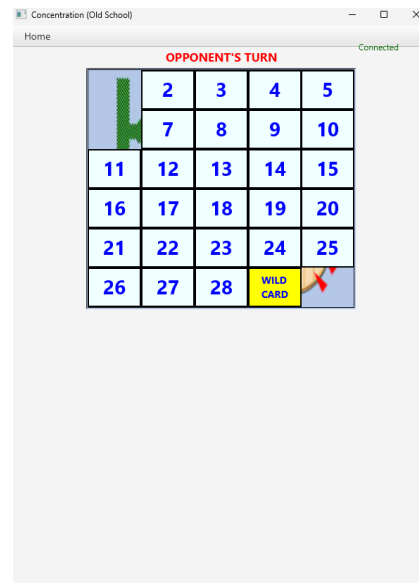 Concentration (Old School)
Home
Connected
OPPONENT'S TURN
2 3 4 5
7 8 9 10
11 12 13 14 15
16 17 18 19 20
21 22 23 24 25
26 27 28 WILD CARD